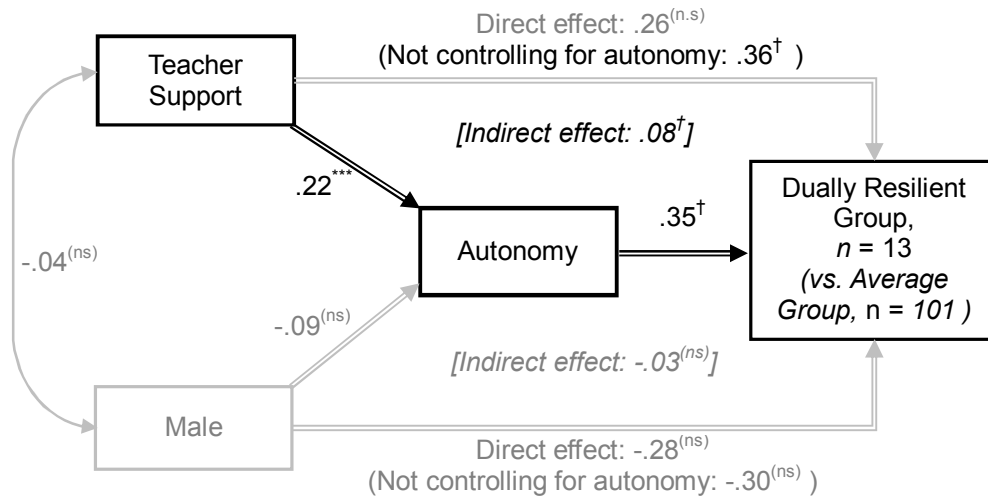 Direct effect: .26(n.s)
(Not controlling for autonomy: .36† )
Teacher
Support
[Indirect effect: .08†]
.22***
Dually Resilient
Group,
n = 13
(vs. Average
Group, n = 101 )
.35†
Autonomy
-.04(ns)
-.09(ns)
[Indirect effect: -.03(ns)]
Male
Direct effect: -.28(ns)
(Not controlling for autonomy: -.30(ns) )